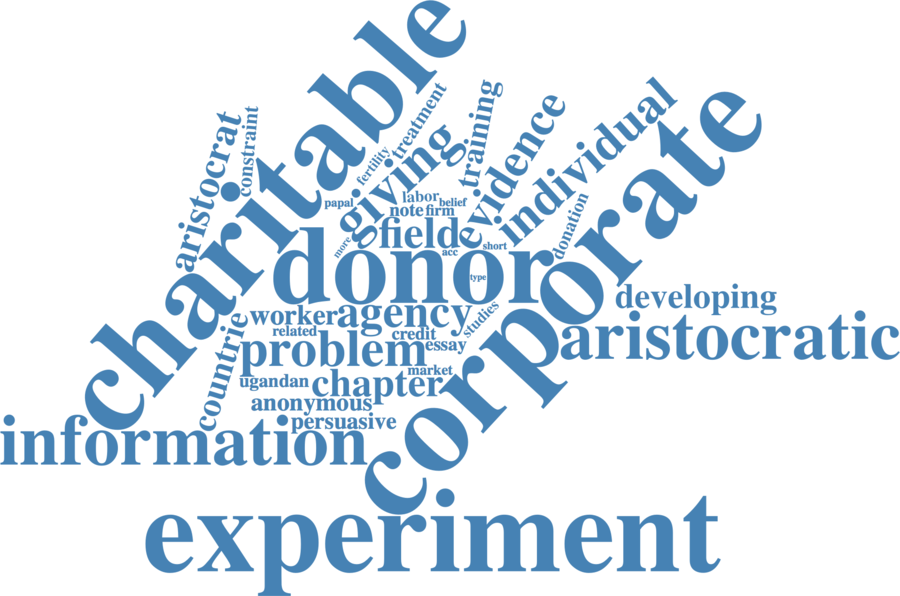 charitable
corporate
training
treatment
individual
evidence
aristocrat
constraint
giving
fertility
papal
labor
belief
note
firm
donation
field
more
short
acc
donor
type
developing
worker
agency
studies
aristocratic
related
credit
essay
problem
countrie
market
ugandan
chapter
anonymous
persuasive
information
experiment